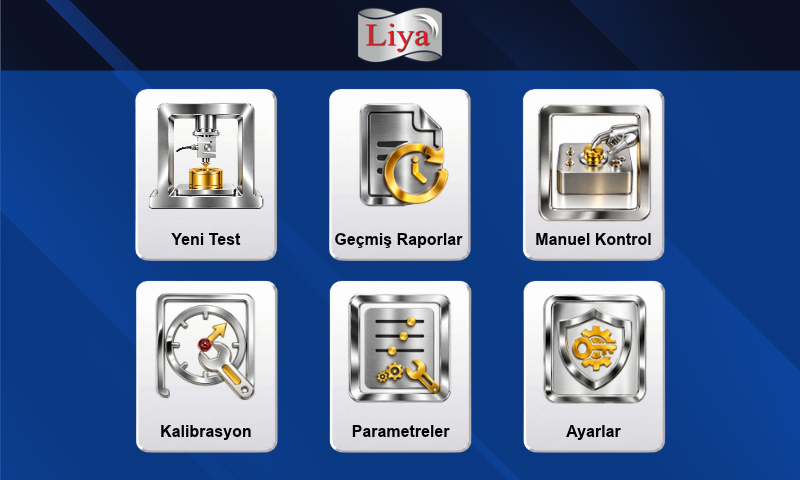 Liya
Yeni Test
Geçmiş Raporlar
Manuel Kontrol
Kalibrasyon
Parametreler
Ayarlar